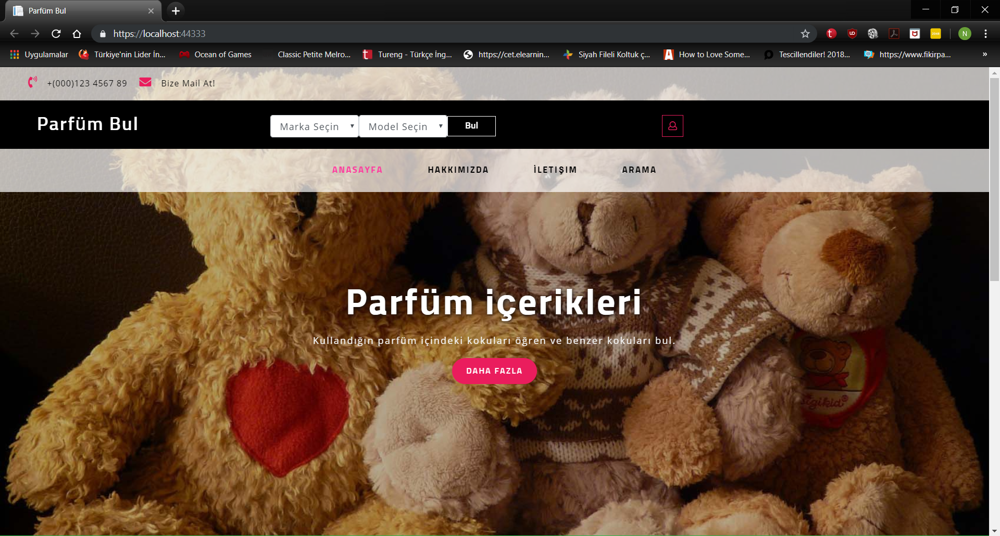 Parfüm Bul
https://localhost:44333
N
Uygulamalar
Türkiye'nin Lider İn...
Ocean of Games
Classic Petite Melro...
Tureng - Türkçe İng...
https://cet.elearnin...
Siyah Fileli Koltuk ç...
How to Love Some...
Tescillendiler! 2018...
https://www.fikirpa...
»
+(000)123 4567 89
Bize Mail At!
Parfüm Bul
Marka Seçin
Model Seçin
Bul
ANASAYFA
HAKKIMIZDA
İLETIŞIM
ARAMA
Parfüm içerikleri
Kullandığın parfüm içindeki kokuları öğren ve benzer kokuları bul.
DAHA FAZLA